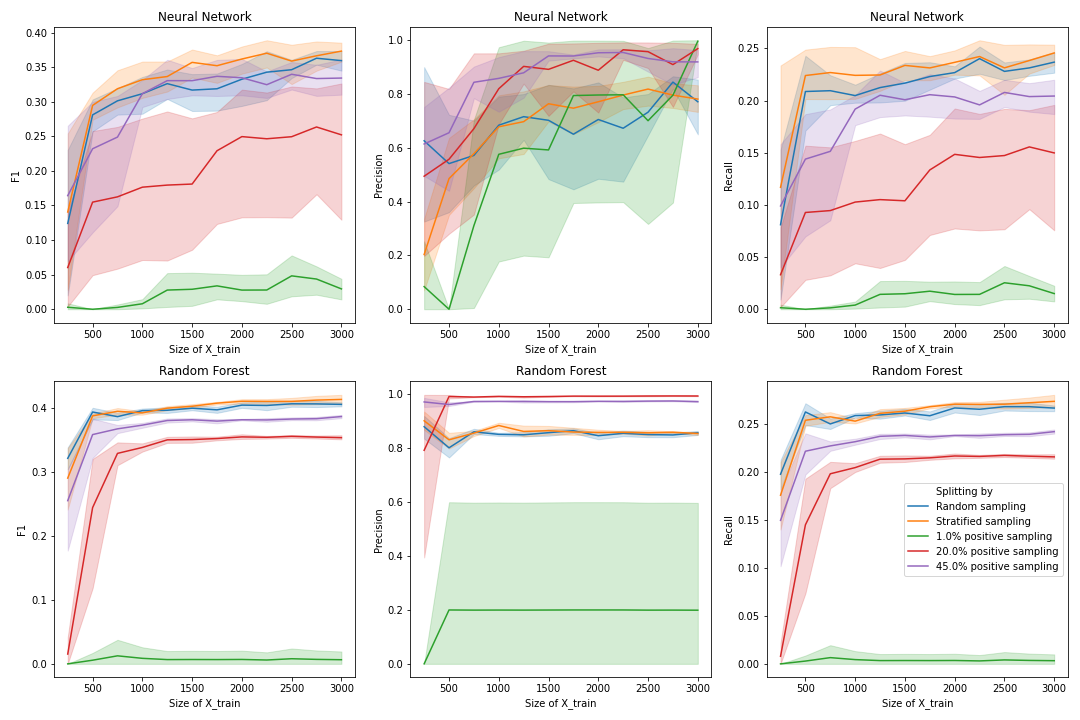 Neural Network
0.40
0.35
0.30
0.25
0.20
0.15
0.10
0.05
0.00
F1
500 1000 1500 2000 2500 3000
Size of X_train
Neural Network
1.0
0.8
0.6
0.4
0.2
0.0
Precision
500 1000 1500 2000 2500 3000
Size of X_train
Neural Network
0.25
0.20
0.15
0.10
0.05
0.00
Recall
500 1000 1500 2000 2500 3000
Size of X_train
Random Forest
0.4
0.3
0.2
0.1
0.0
F1
500 1000 1500 2000 2500 3000
Size of X_train
Random Forest
1.0
0.8
0.6
0.4
0.2
0.0
Precision
500 1000 1500 2000 2500 3000
Size of X_train
Random Forest
0.25
0.20
0.15
0.10
0.05
0.00
Recall
Splitting by
Random sampling
Stratified sampling
1.0% positive sampling
20.0% positive sampling
45.0% positive sampling
500 1000 1500 2000 2500 3000
Size of X_train